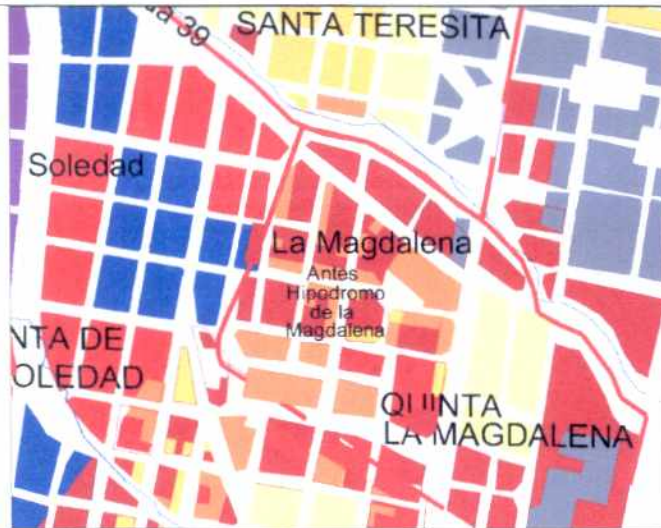 39
SANTA TERESITA
Soledad
La Magdalena
Antes
Hipodromo
de la
Magdalena
NTA DE
OLEDAD
QUINTA
LA MAGDALENA